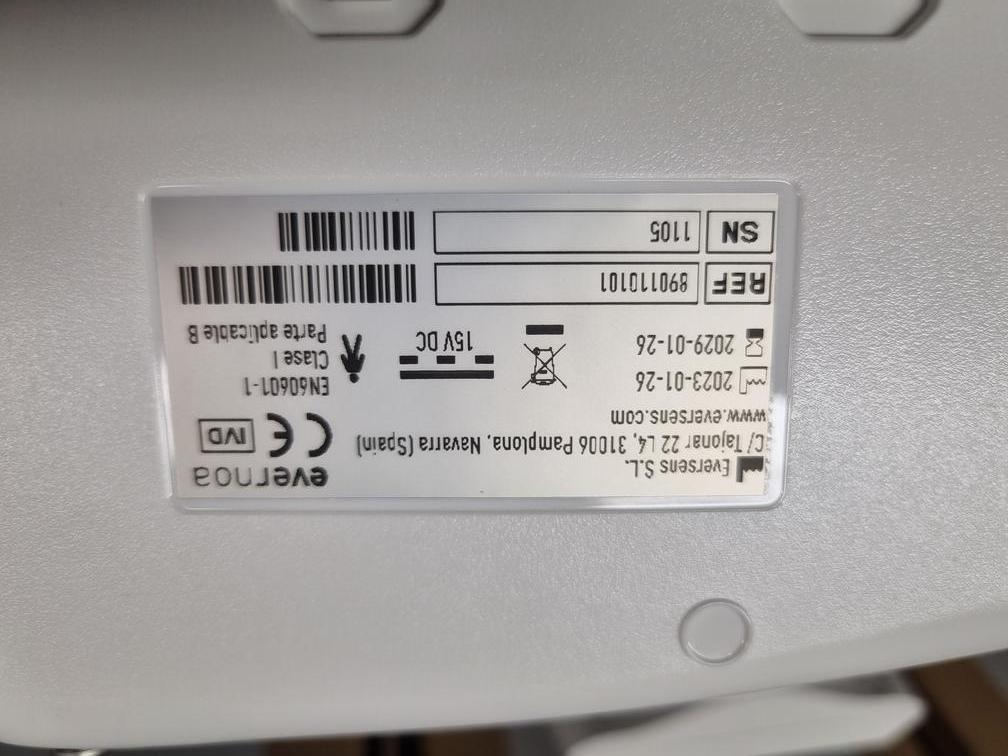 Eversens S.L.
C/ Tajonar 22 L4, 31006 Pamplona, Navarra (Spain)
www.eversens.com
2023-01-26
2029-01-26
15V DC
evernoa
CE IVD
EN60601-1
Clase I
Parte aplicable B
REF 890110101
SN 1105